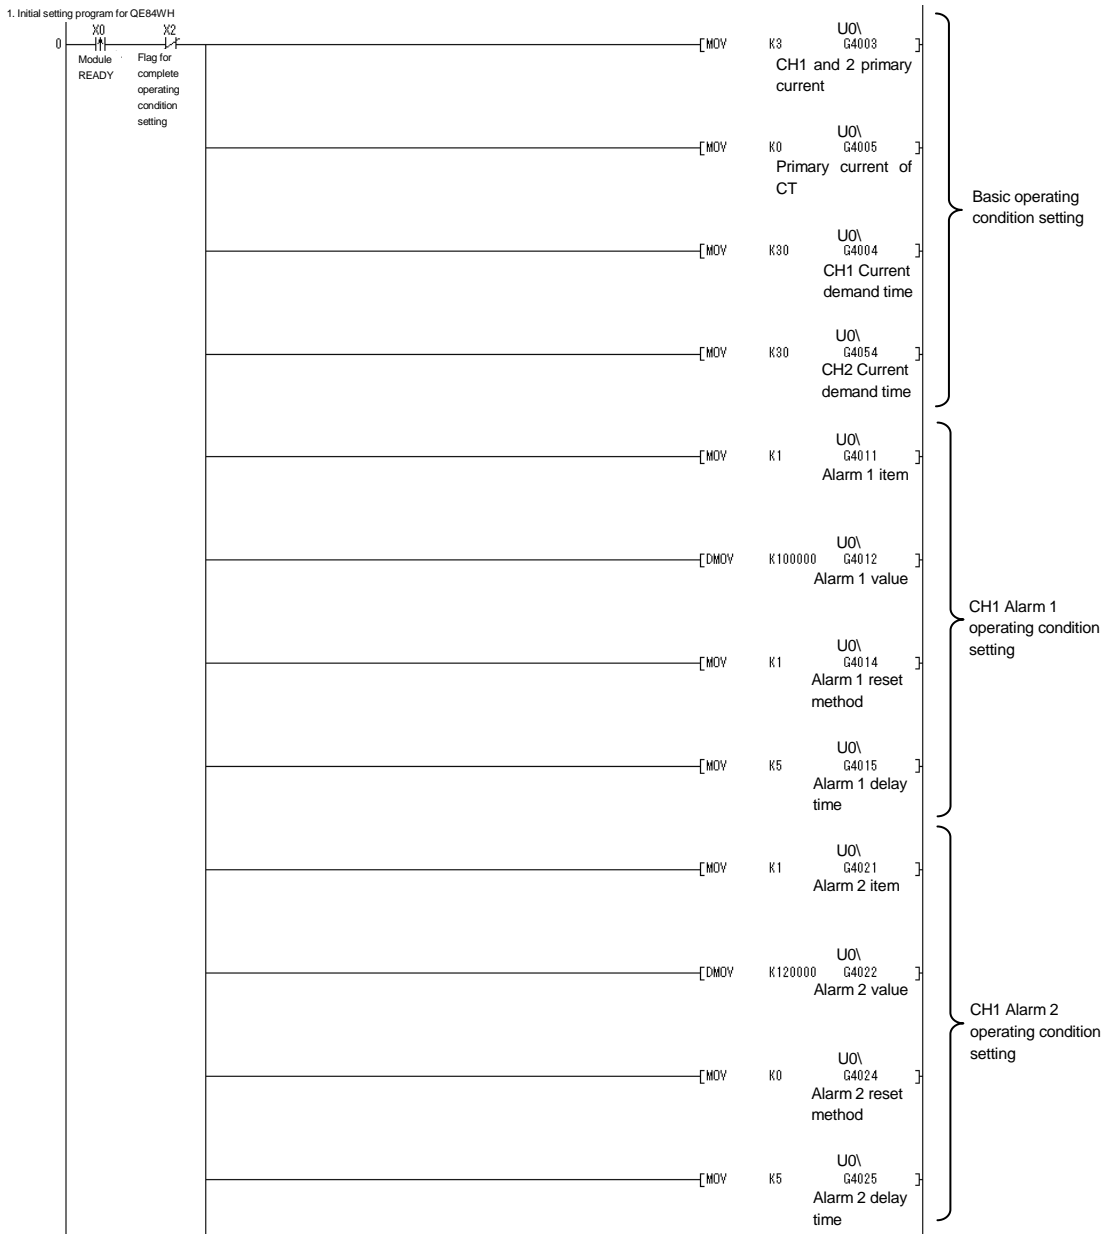 1. Initial setting program for QE84WH
X0 X2
0
Module
READY
Flag for
complete
operating
condition
setting
U0\
[MOV K3 G4003 ]
CH1 and 2 primary
current
U0\
[MOV K0 G4005 ]
Primary current of
CT
U0\
[MOV K30 G4004 ]
CH1 Current
demand time
U0\
[MOV K30 G4054 ]
CH2 Current
demand time
Basic operating
condition setting
U0\
[MOV K1 G4011 ]
Alarm 1 item
U0\
[DMOV K100000 G4012 ]
Alarm 1 value
U0\
[MOV K1 G4014 ]
Alarm 1 reset
method
U0\
[MOV K5 G4015 ]
Alarm 1 delay
time
CH1 Alarm 1
operating condition
setting
U0\
[MOV K1 G4021 ]
Alarm 2 item
U0\
[DMOV K120000 G4022 ]
Alarm 2 value
U0\
[MOV K0 G4024 ]
Alarm 2 reset
method
U0\
[MOV K5 G4025 ]
Alarm 2 delay
time
CH1 Alarm 2
operating condition
setting